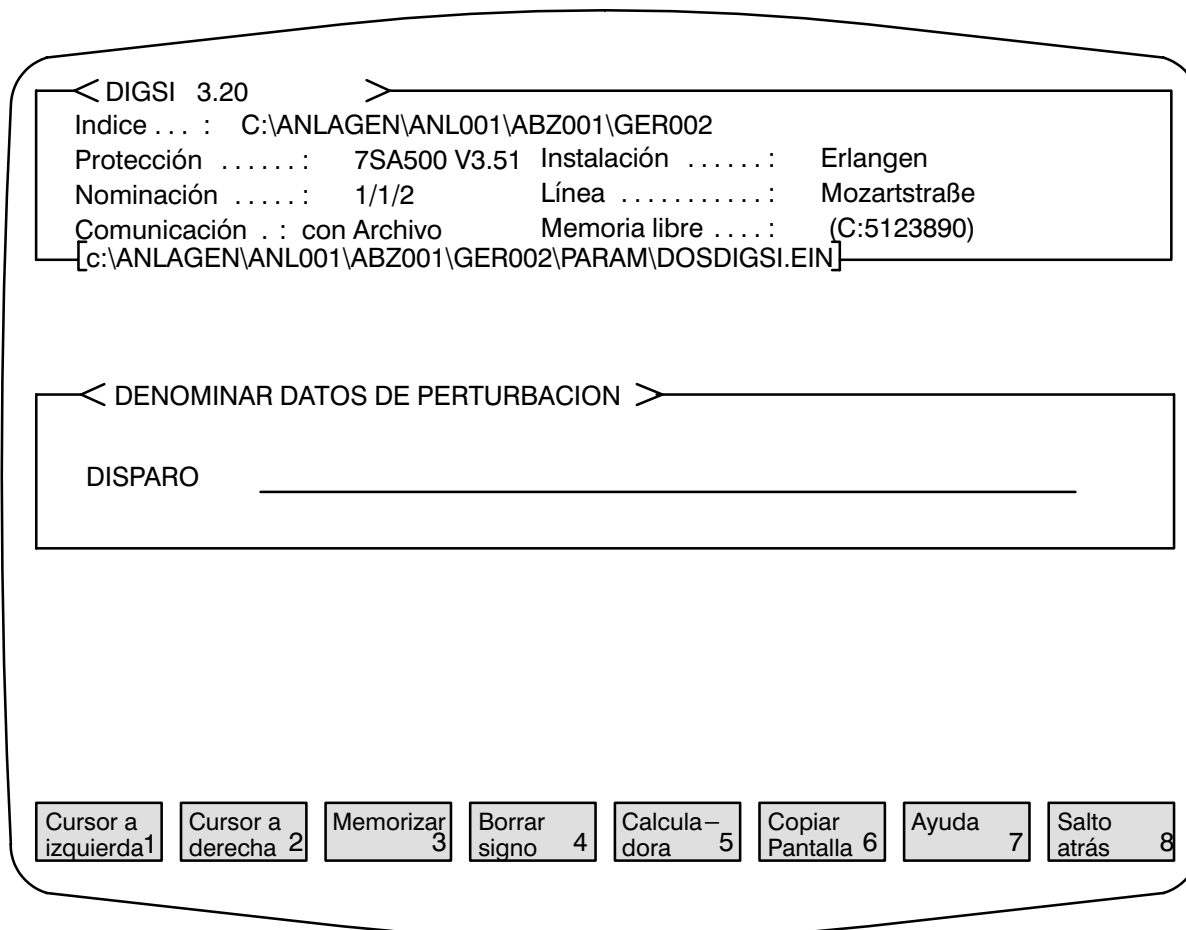 < DIGSI 3.20 >
Indice . . . : C:\ANLAGEN\ANL001\ABZ001\GER002
Protección . . . . . . : 7SA500 V3.51 Instalación . . . . . . : Erlangen
Nominación . . . . . : 1/1/2 Línea . . . . . . . . . . . : Mozartstraße
Comunicación . : con Archivo Memoria libre . . . . : (C:5123890)
[c:\ANLAGEN\ANL001\ABZ001\GER002\PARAM\DOSDIGSI.EIN]
< DENOMINAR DATOS DE PERTURBACION >
DISPARO
Cursor a izquierda 1
Cursor a derecha 2
Memorizar 3
Borrar signo 4
Calcula– dora 5
Copiar Pantalla 6
Ayuda 7
Salto atrás 8